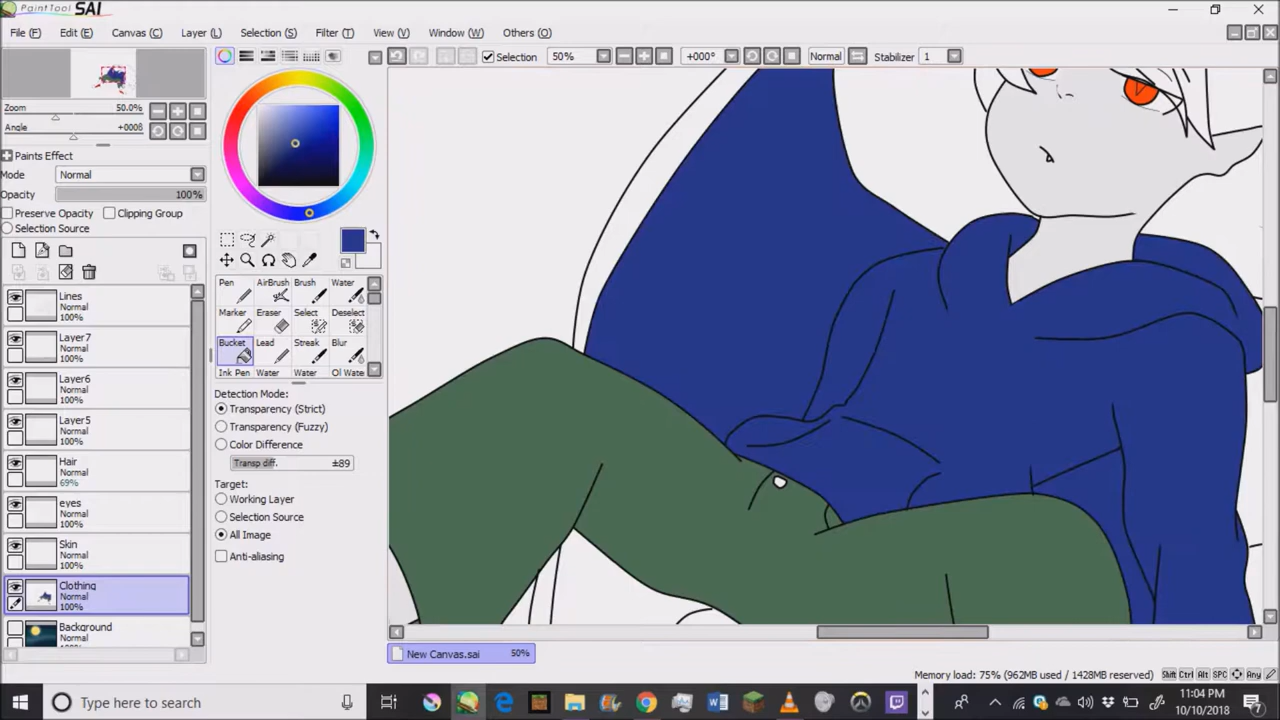 PaintTool SAI
File (F) Edit (E) Canvas (C) Layer (L) Selection (S) Filter (T) View (V) Window (W) Others (O)
Selection 50% +000° Normal Stabilizer 1
Zoom 50.0%
Angle +000θ
Paints Effect
Mode Normal
Opacity 100%
Preserve Opacity Clipping Group
Selection Source
Lines
Normal
100%
Layer7
Normal
100%
Layer6
Normal
100%
Layer5
Normal
100%
Hair
Normal
69%
eyes
Normal
100%
Skin
Normal
100%
Clothing
Normal
100%
Background
Normal
Pen AirBrush Brush Water
Marker Eraser Select Deselect
Bucket Lead Streak Blur
Ink Pen Water Water Oil Wate
Detection Mode:
Transparency (Strict)
Transparency (Fuzzy)
Color Difference
Transp diff. ±89
Target:
Working Layer
Selection Source
All Image
Anti-aliasing
New Canvas.sai 50%
Memory load: 75% (962MB used / 1428MB reserved) Shift Ctrl Alt SPC Any
Type here to search
11:04 PM
10/10/2018
7